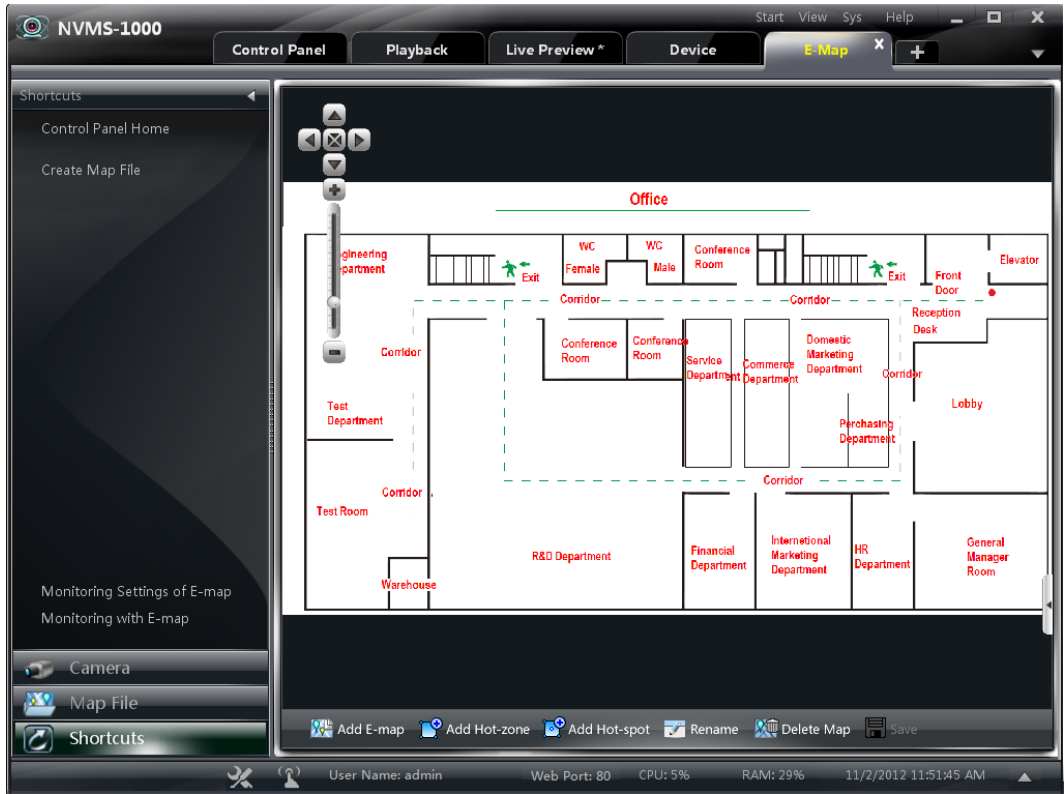 NVMS-1000
Start View Sys Help
Control Panel
Playback
Live Preview *
Device
E-Map
Shortcuts
Control Panel Home
Create Map File
Office
ngineering
epartment
Exit
WC
Female
WC
Male
Conference
Room
Exit
Front
Door
Elevator
Corridor
Corridor
Reception
Desk
Corridor
Conference
Room
Conference
Room
Service
Department
Commerce
Department
Domestic
Marketing
Department
Corridor
Test
Department
Lobby
Perchasing
Department
Corridor
Corridor
Test Room
R&D Department
Financial
Department
Internetional
Marketing
Department
HR
Department
General
Manager
Room
Warehouse
Monitoring Settings of E-map
Monitoring with E-map
Camera
Map File
Shortcuts
Add E-map
Add Hot-zone
Add Hot-spot
Rename
Delete Map
Save
User Name: admin
Web Port: 80
CPU: 5%
RAM: 29%
11/2/2012 11:51:45 AM